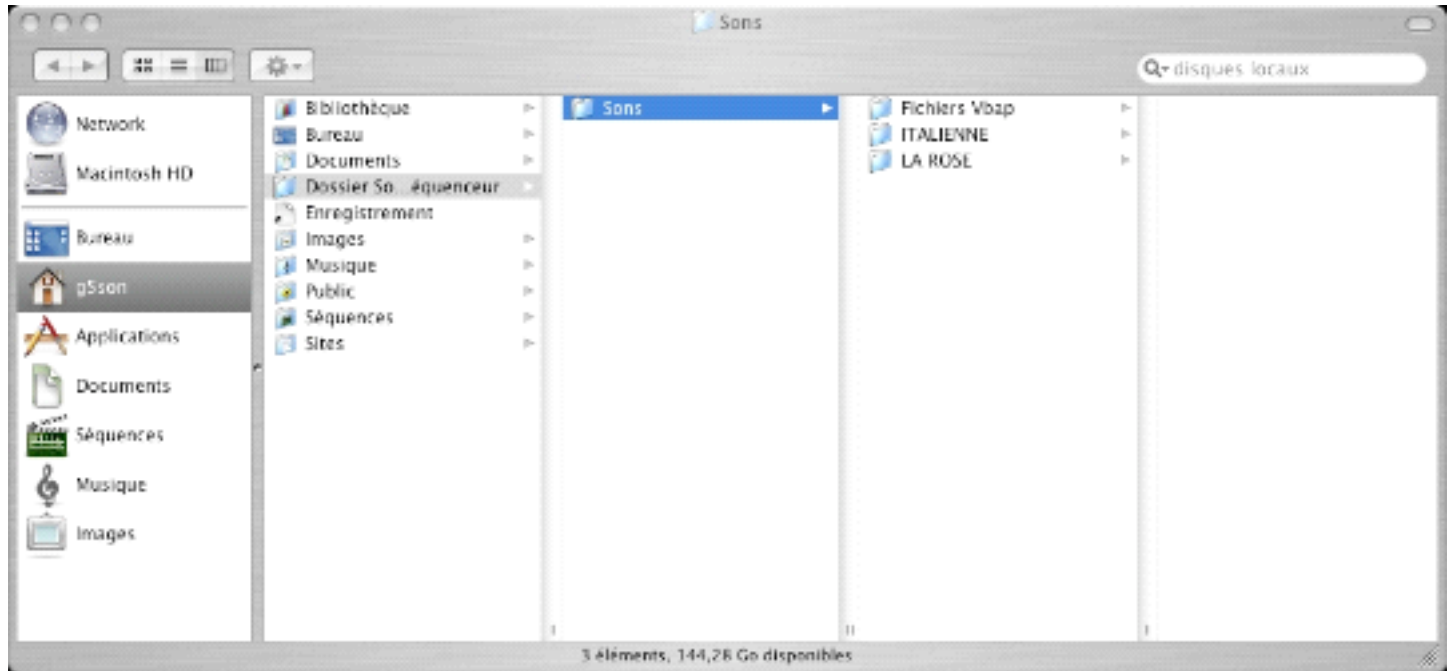 Sons
disques locaux
Network
Macintosh HD
Bureau
g5son
Applications
Documents
Séquences
Musique
Images
Bibliothèque
Bureau
Documents
Dossier So...équenceur
Enregistrement
Images
Musique
Public
Séquences
Sites
Sons
Fichiers Vbap
ITALIENNE
LA ROSE
3 éléments, 144,28 Go disponibles